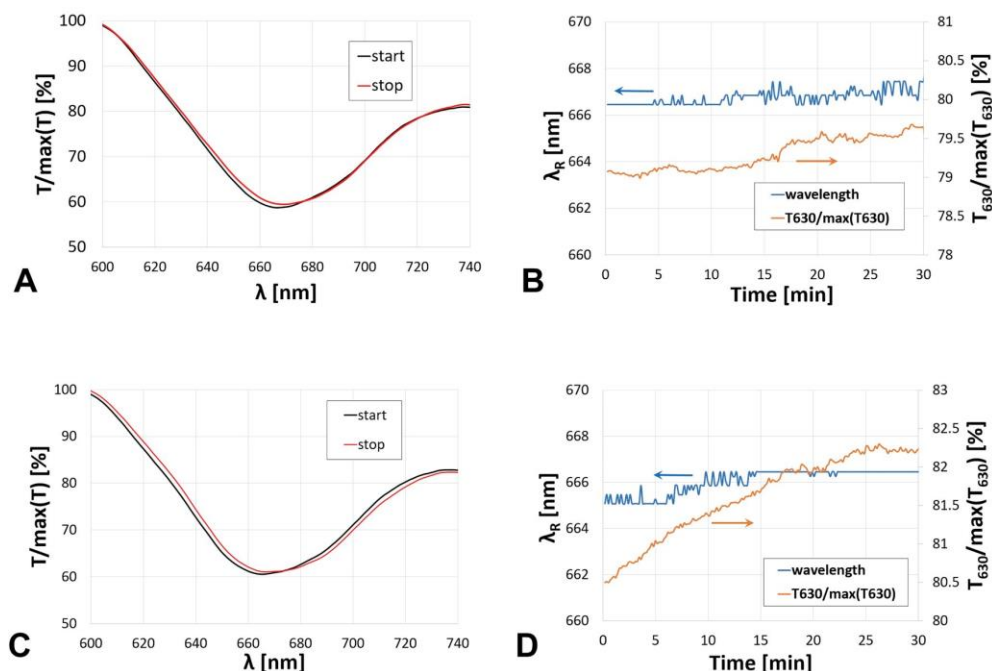 100
90
80
70
60
50
T/max(T) [%]
start
stop
600 620 640 660 680 700 720 740
λ [nm]
A
670
668
666
664
662
660
λR [nm]
81
80.5
80
79.5
79
78.5
78
T630/max(T630) [%]
wavelength
T630/max(T630)
0 5 10 15 20 25 30
Time [min]
B
100
90
80
70
60
50
T/max(T) [%]
start
stop
600 620 640 660 680 700 720 740
λ [nm]
C
670
668
666
664
662
660
λR [nm]
83
82.5
82
81.5
81
80.5
80
T630/max(T630) [%]
wavelength
T630/max(T630)
0 5 10 15 20 25 30
Time [min]
D